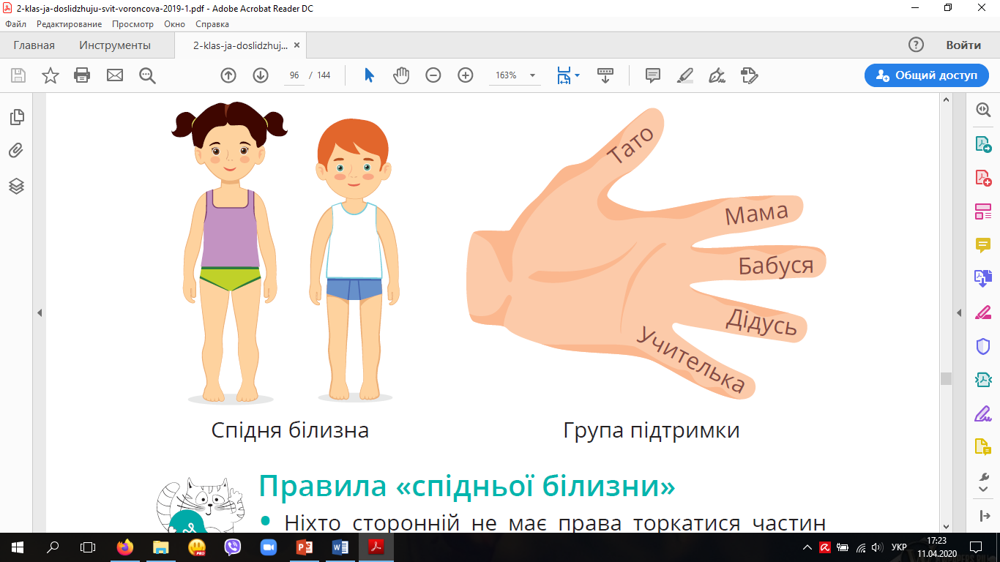 2-klas-ja-doslidzhuju-svit-voroncova-2019-1.pdf - Adobe Acrobat Reader DC
Файл Редактирование Просмотр Окно Справка
Главная Инструменты 2-klas-ja-doslidzhuj... × Войти
96 / 144 163% Общий доступ
Тато
Мама
Бабуся
Дідусь
Учителька
Спідня білизна Група підтримки
Правила «спідньої білизни»
• Ніхто сторонній не має права торкатися частин
17:23
УКР
11.04.2020